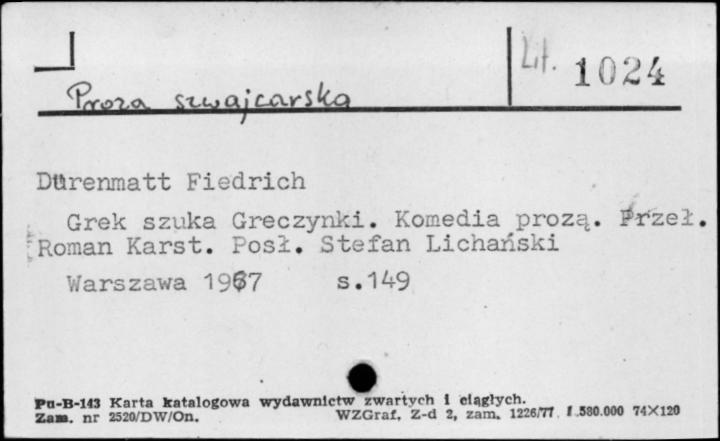 Lit. 1024
Proza szwajcarska
Dürenmatt Fiedrich
Grek szuka Greczynki. Komedia prozą. Przeł.
Roman Karst. Posł. Stefan Lichański
Warszawa 1967 s.149
Pu-B-143 Karta katalogowa wydawnictw zwartych i ciągłych.
Zam. nr 2520/DW/On. WZGraf. Z-d 2, zam. 1226/77 1.580.000 74×120